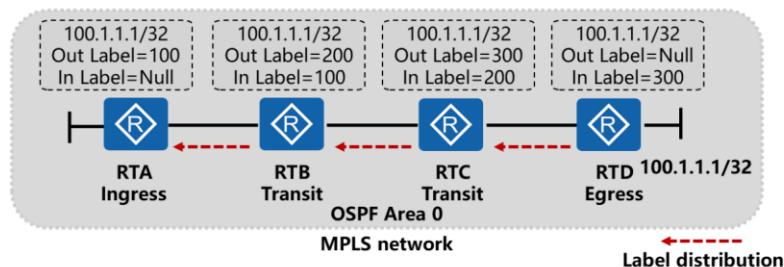 100.1.1.1/32
Out Label=100
In Label=Null
100.1.1.1/32
Out Label=200
In Label=100
100.1.1.1/32
Out Label=300
In Label=200
100.1.1.1/32
Out Label=Null
In Label=300
R
R
R
R
RTA
Ingress
RTB
Transit
RTC
Transit
RTD
Egress
100.1.1.1/32
OSPF Area 0
MPLS network
Label distribution